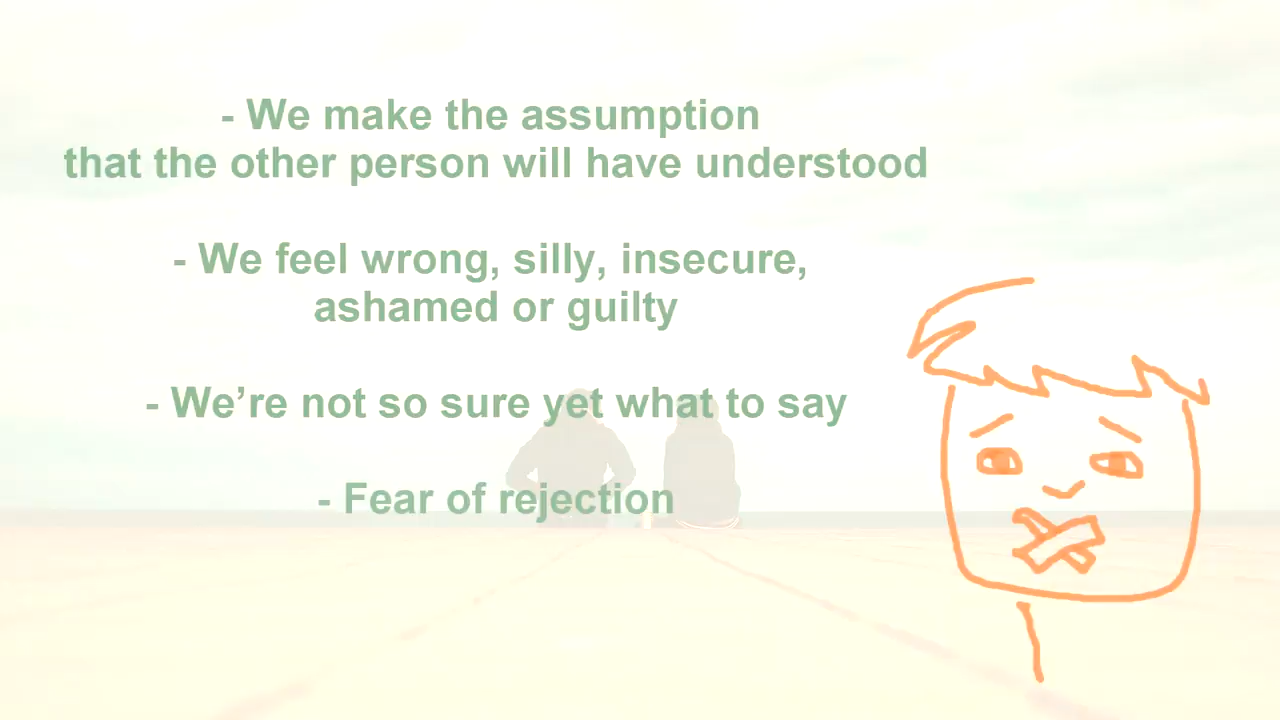 - We make the assumption
that the other person will have understood
- We feel wrong, silly, insecure,
ashamed or guilty
- We’re not so sure yet what to say
- Fear of rejection